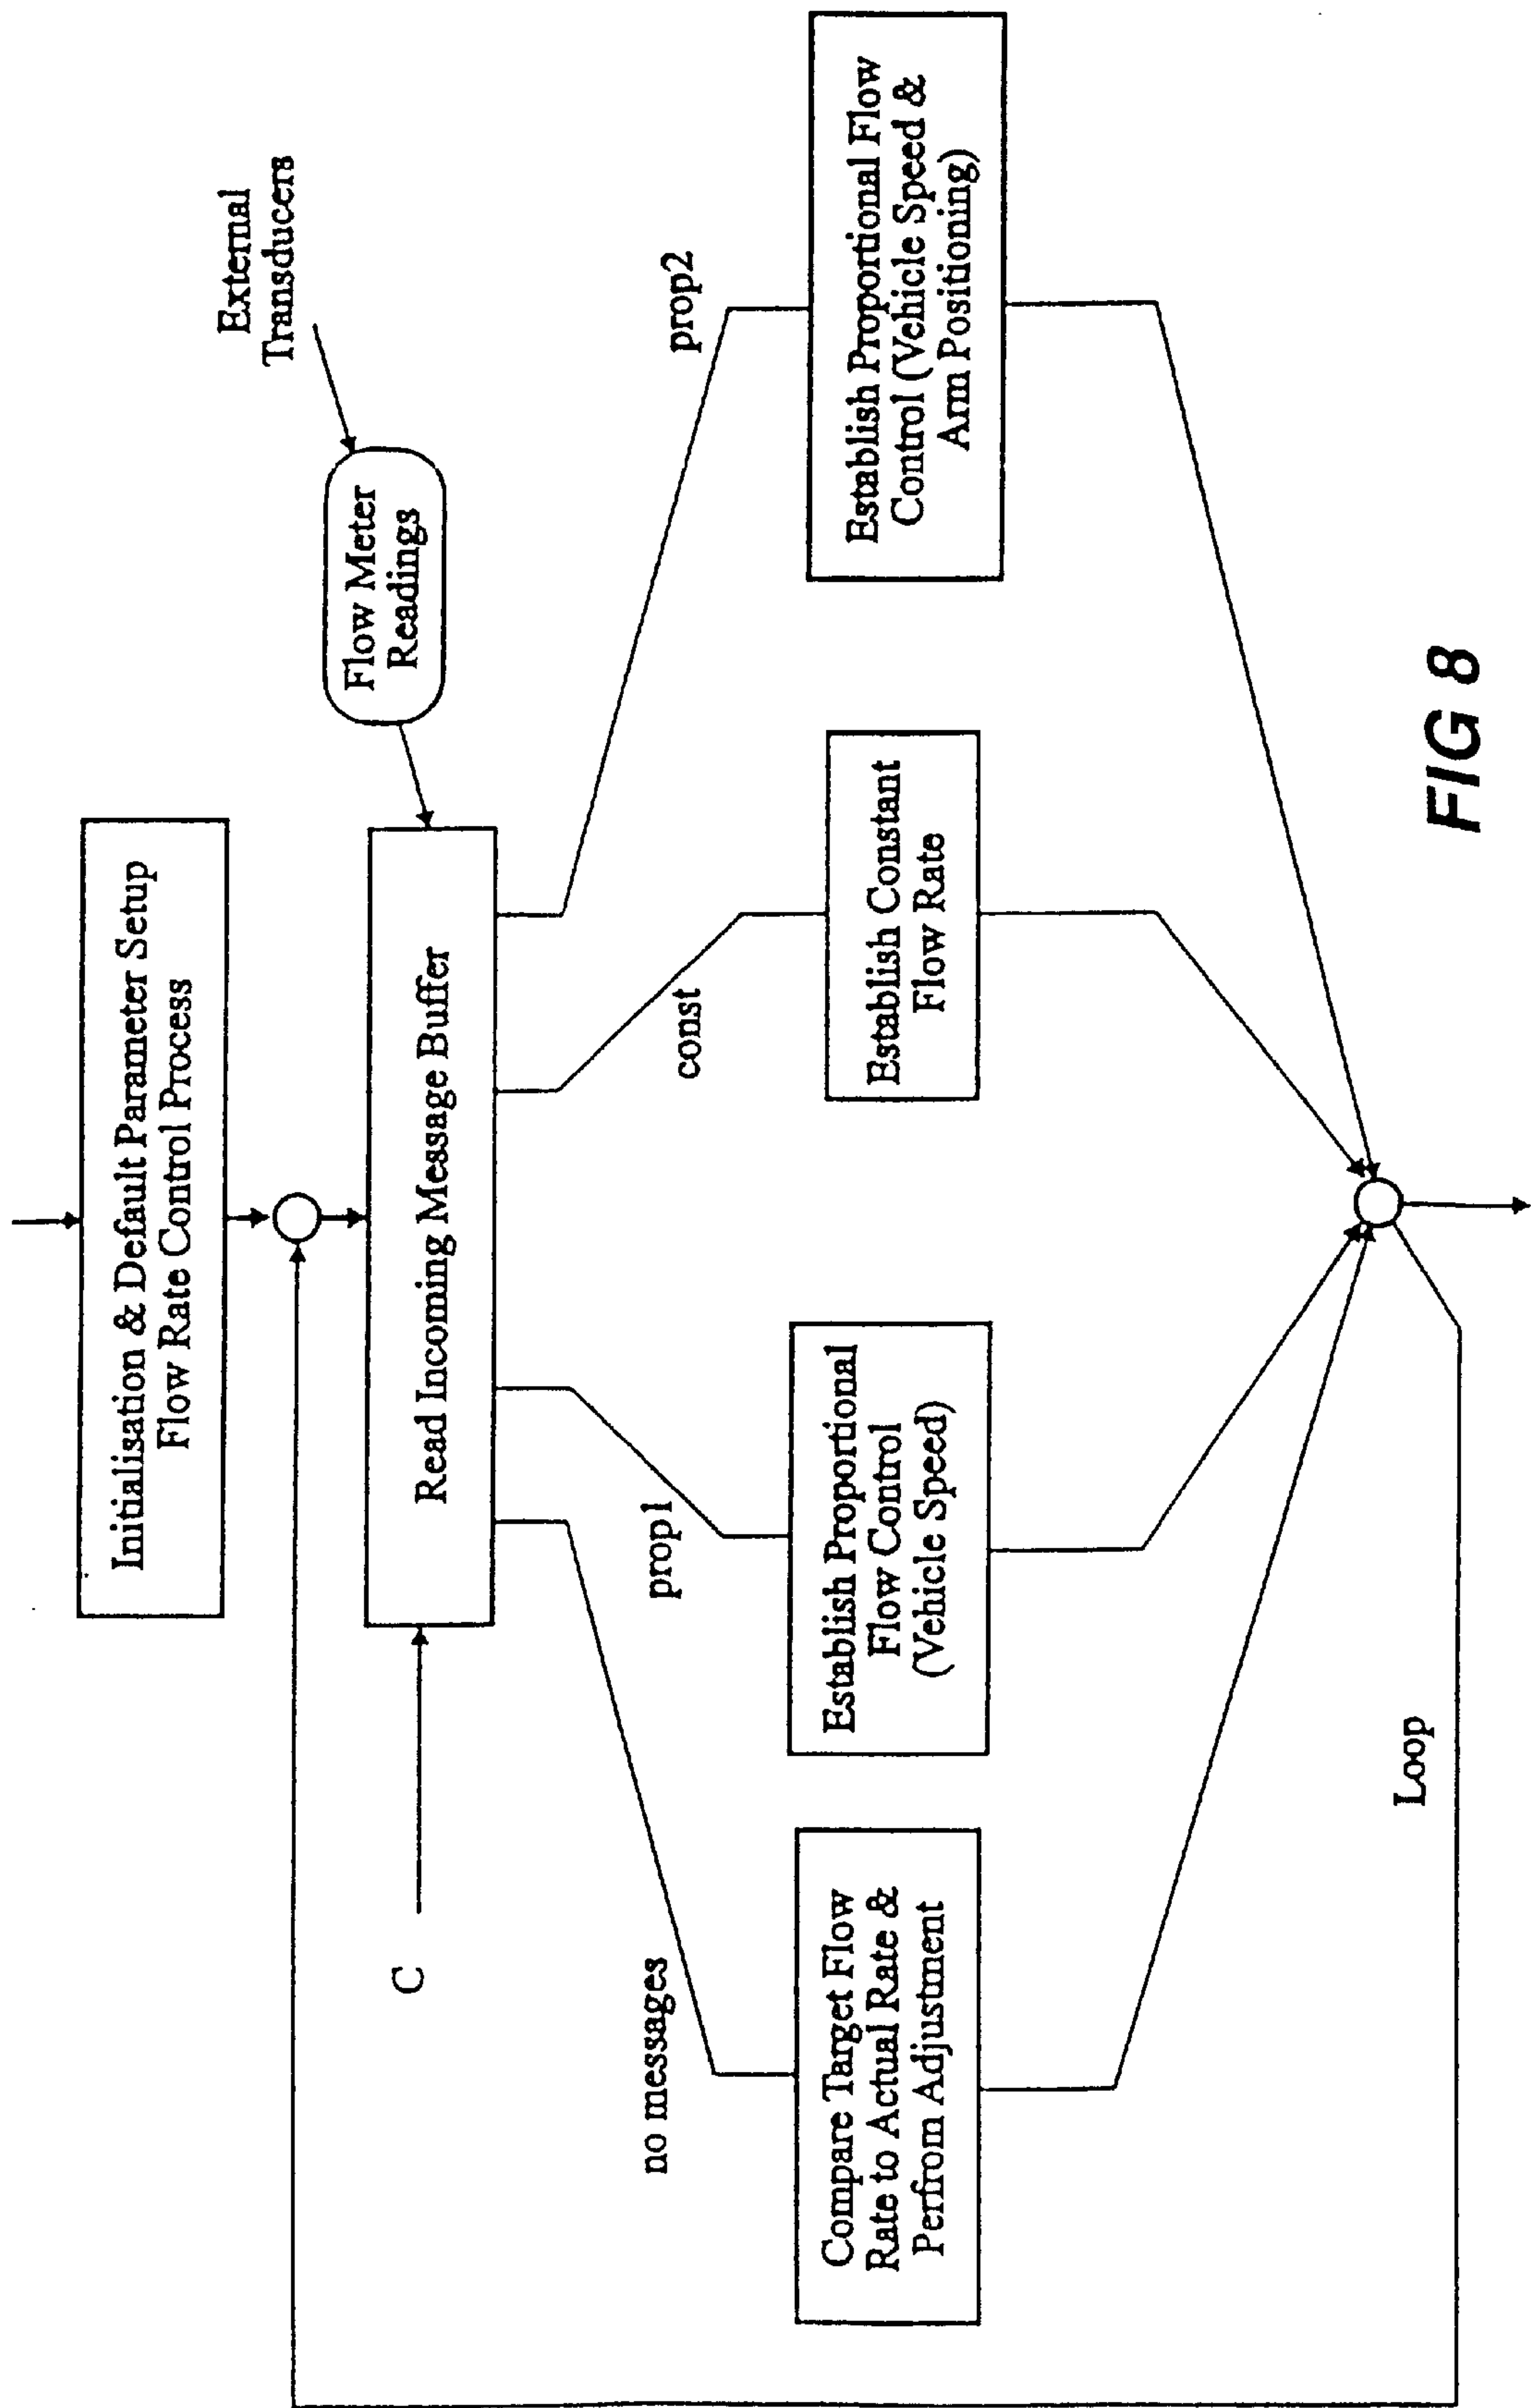 Initialisation & Default Parameter Setup
Flow Rate Control Process
External
Transducers
Flow Meter
Readings
C
Read Incoming Message Buffer
no messages
prop1
const
prop2
Compare Target Flow
Rate to Actual Rate &
Perfrom Adjustment
Establish Proportional
Flow Control
(Vehicle Speed)
Establish Constant
Flow Rate
Establish Proportional Flow
Control (Vehicle Speed &
Arm Positioning)
Loop
FIG 8